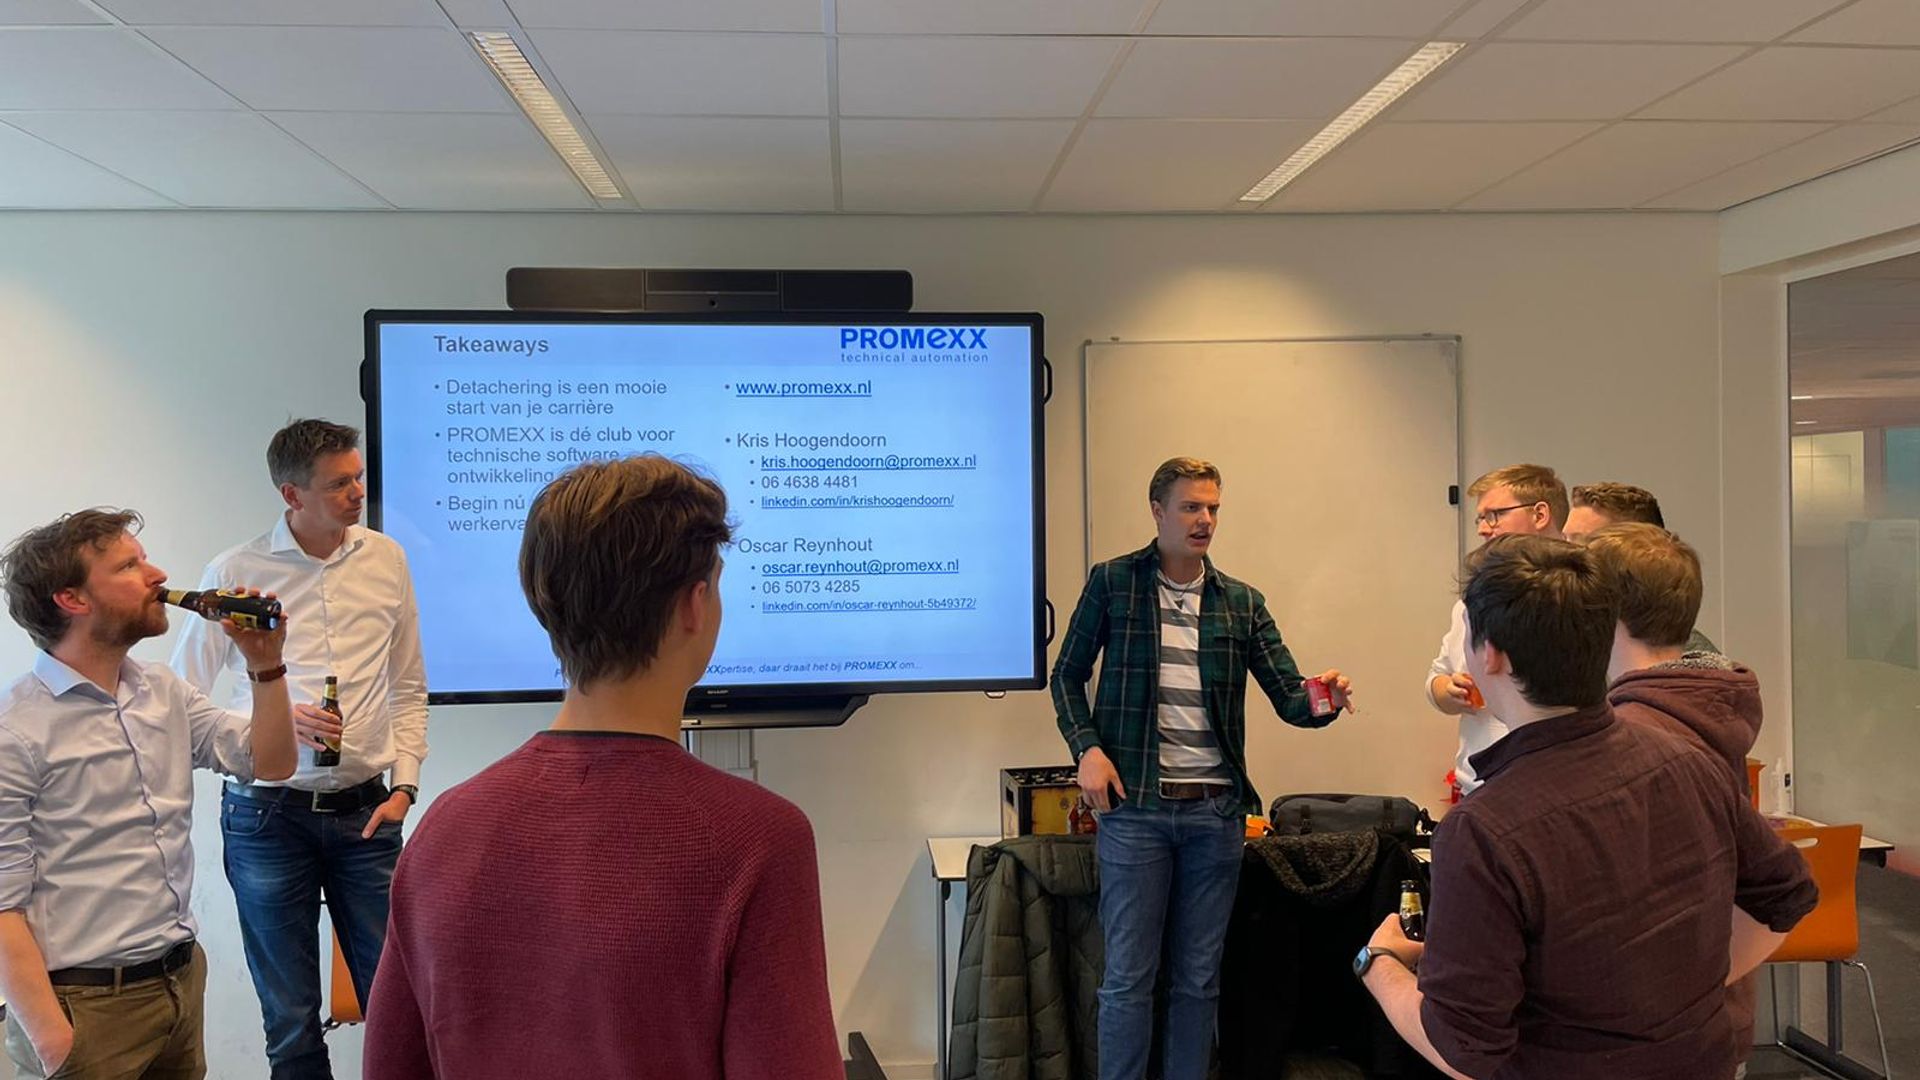 Takeaways
PROMEXX
technical automation
• Detachering is een mooie
start van je carrière
• PROMEXX is dé club voor
technische software
ontwikkeling
• Begin nú
• www.promexx.nl
• Kris Hoogendoorn
• kris.hoogendoorn@promexx.nl
• 06 4638 4481
• linkedin.com/in/krishoogendoorn/
Oscar Reynhout
• oscar.reynhout@promexx.nl
• 06 5073 4285
• linkedin.com/in/oscar-reynhout-5b49372/
XXpertise, daar draait het bij PROMEXX om...
SHARP